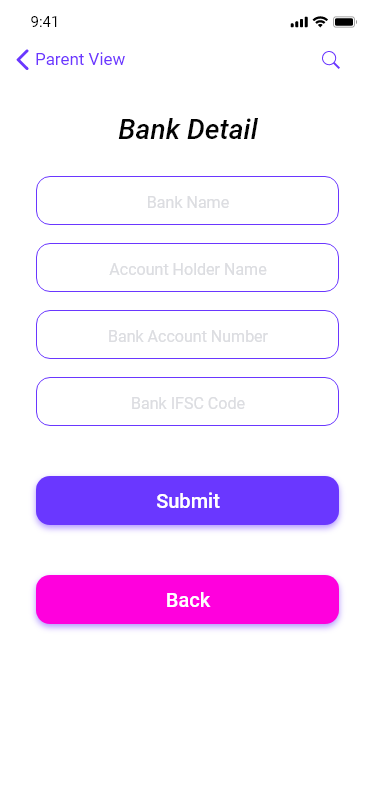 9:41
Parent View
Bank Detail
Bank Name
Account Holder Name
Bank Account Number
Bank IFSC Code
Submit
Back